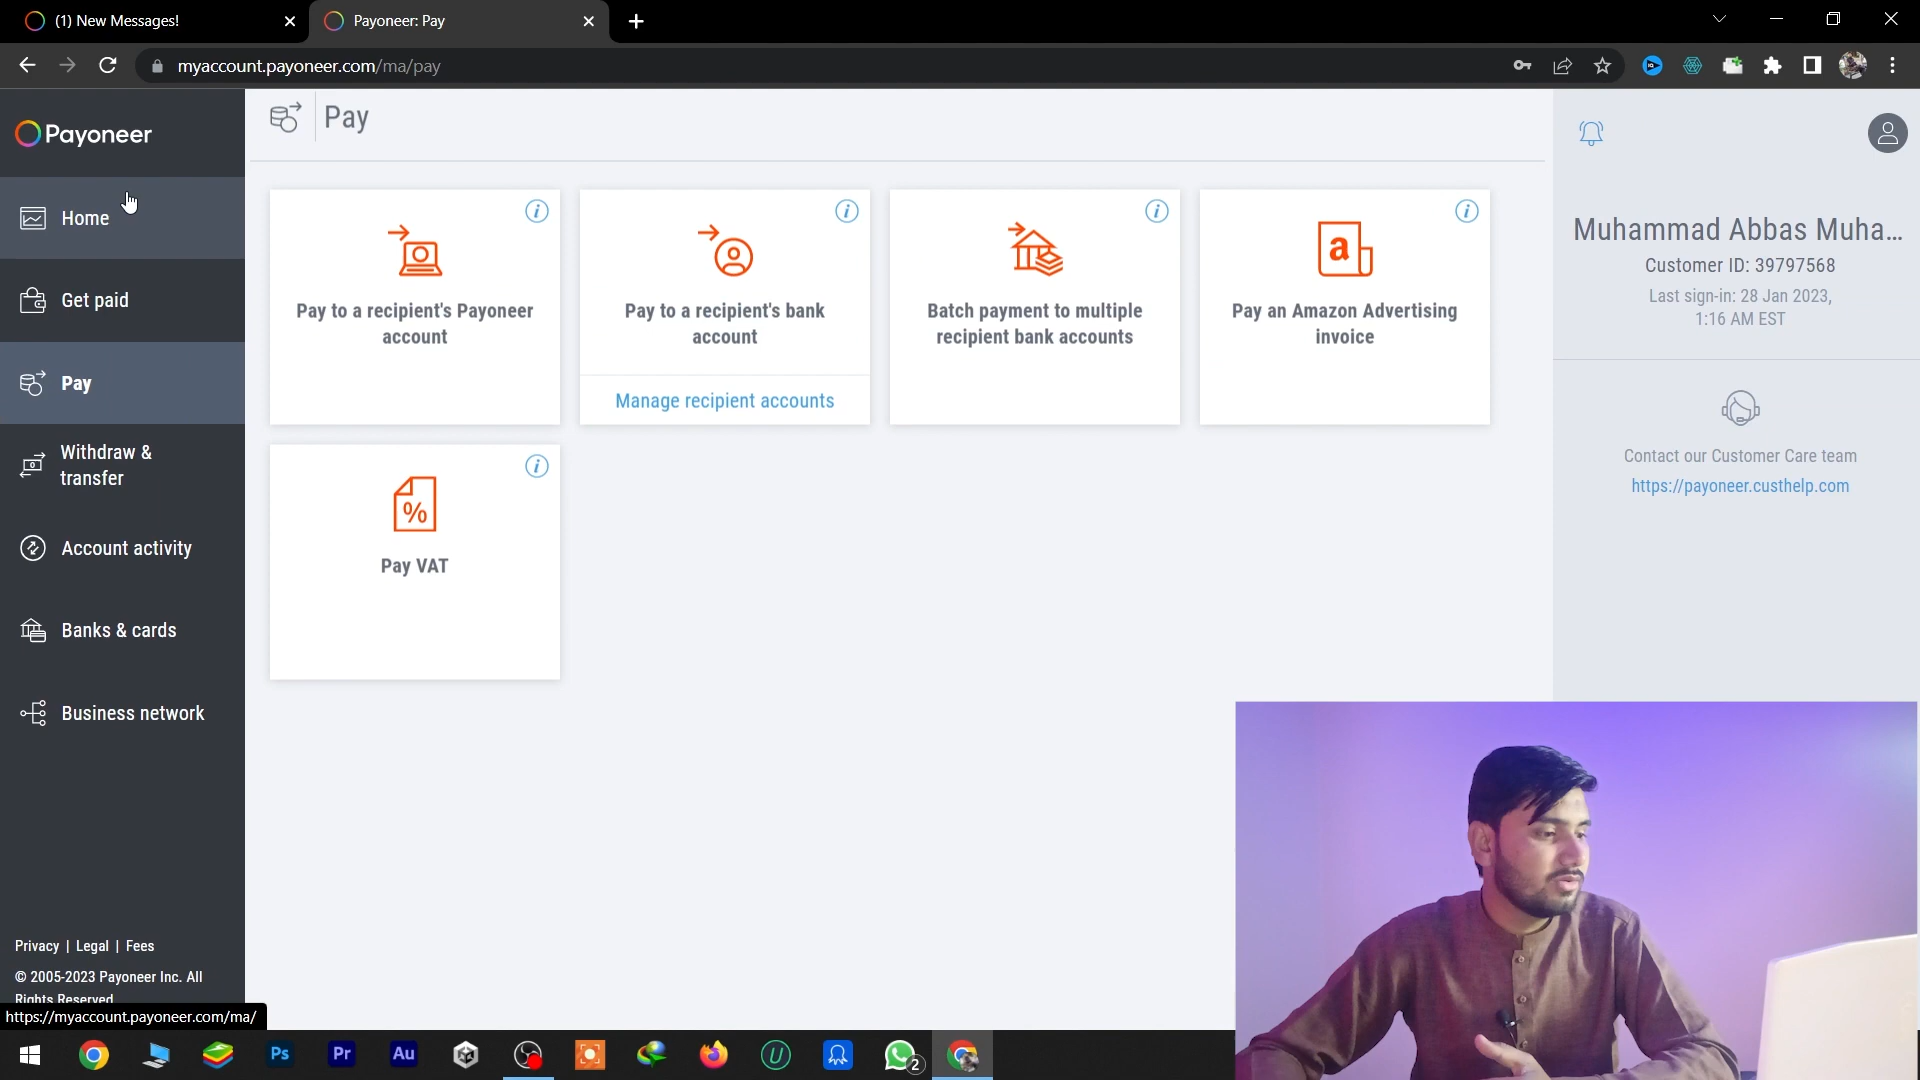 (1) New Messages!
Payoneer: Pay
myaccount.payoneer.com/ma/pay
Payoneer
Home
Get paid
Pay
Withdraw &
transfer
Account activity
Banks & cards
Business network
Privacy | Legal | Fees
© 2005-2023 Payoneer Inc. All
Rights Reserved
https://myaccount.payoneer.com/ma/
Pay
Pay to a recipient's Payoneer
account
Pay to a recipient's bank
account
Manage recipient accounts
Batch payment to multiple
recipient bank accounts
a
Pay an Amazon Advertising
invoice
%
Pay VAT
Muhammad Abbas Muha...
Customer ID: 39797568
Last sign-in: 28 Jan 2023,
1:16 AM EST
Contact our Customer Care team
https://payoneer.custhelp.com
Ps
Pr
Au
U
2